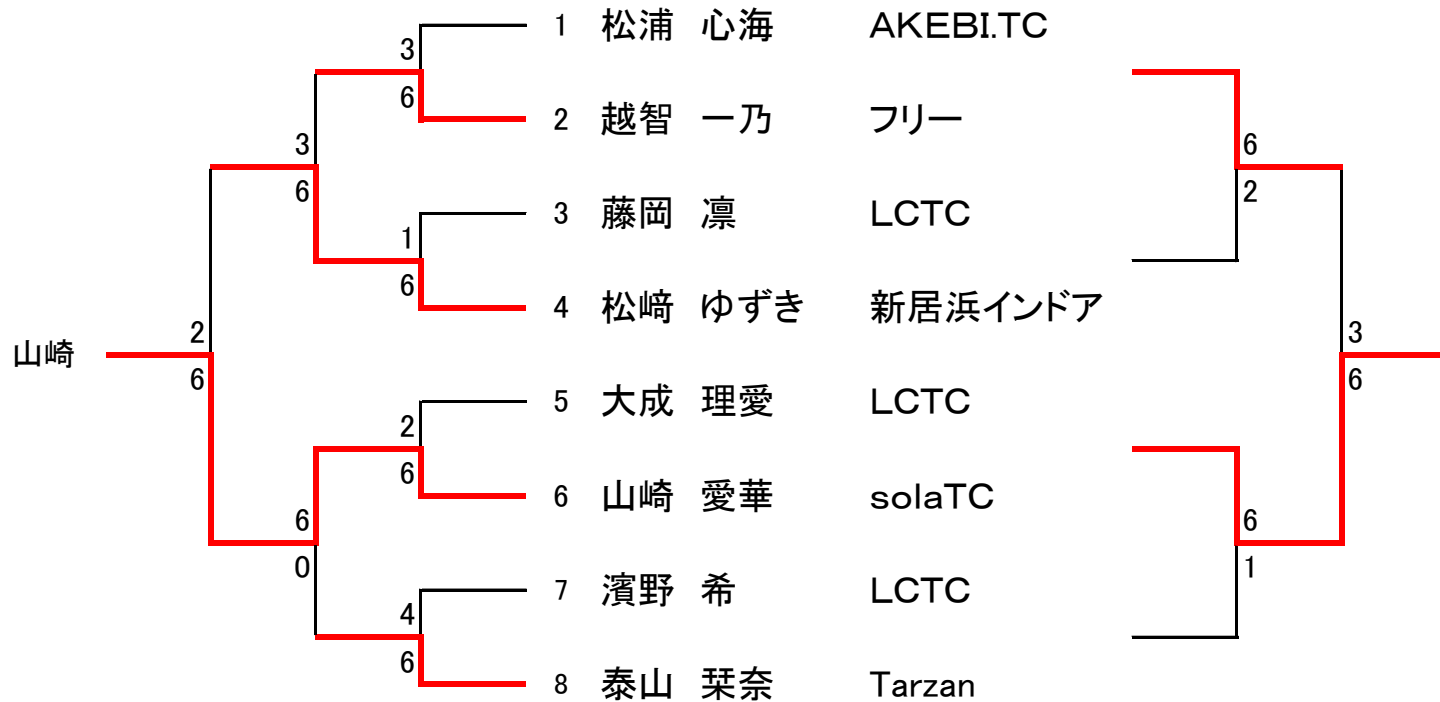 1 松浦 心海 AKEBI.TC
3
6
2 越智 一乃 フリー
3 6
6 2
3 藤岡 凛 LCTC
1
6
4 松﨑 ゆずき 新居浜インドア
2 3
山崎
6 6
5 大成 理愛 LCTC
2
6
6 山崎 愛華 solaTC
6 6
0 1
7 濱野 希 LCTC
4
6
8 泰山 栞奈 Tarzan